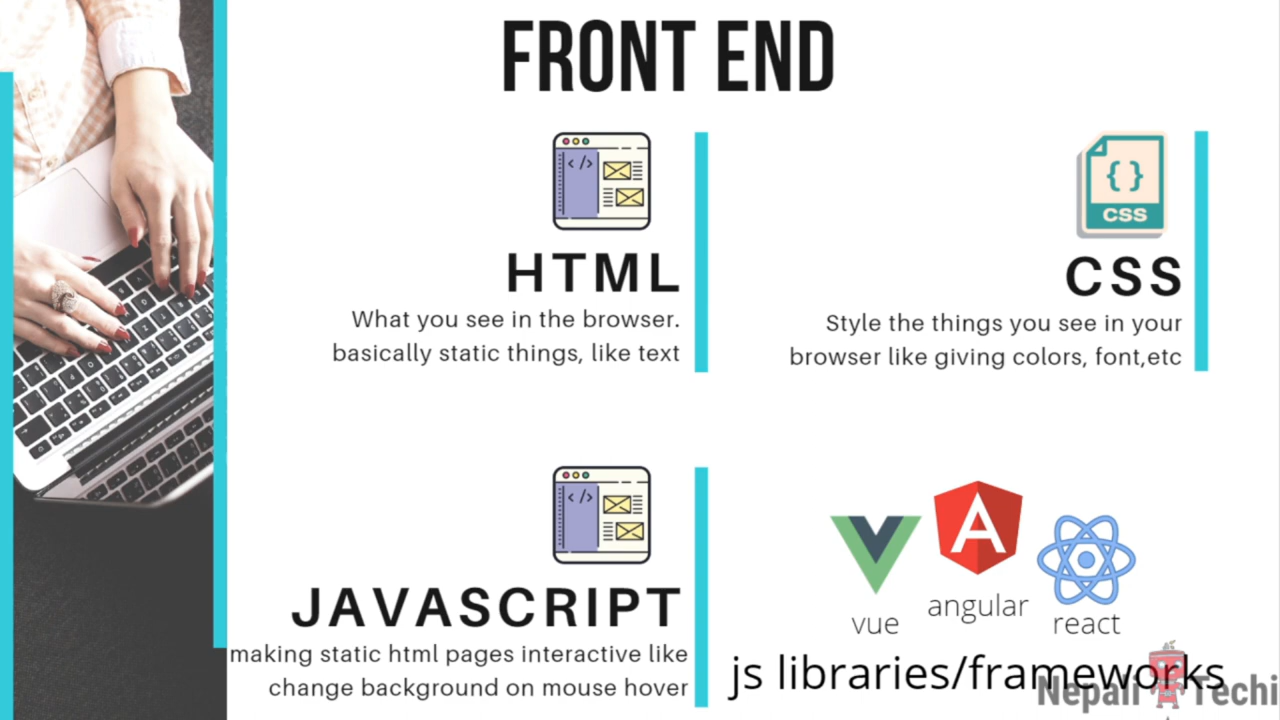 FRONT END
</>
HTML
What you see in the browser.
basically static things, like text
{}
CSS
CSS
Style the things you see in your
browser like giving colors, font,etc
</>
JAVASCRIPT
making static html pages interactive like
change background on mouse hover
A
vue
angular
react
js libraries/frameworks
Nepali Techi